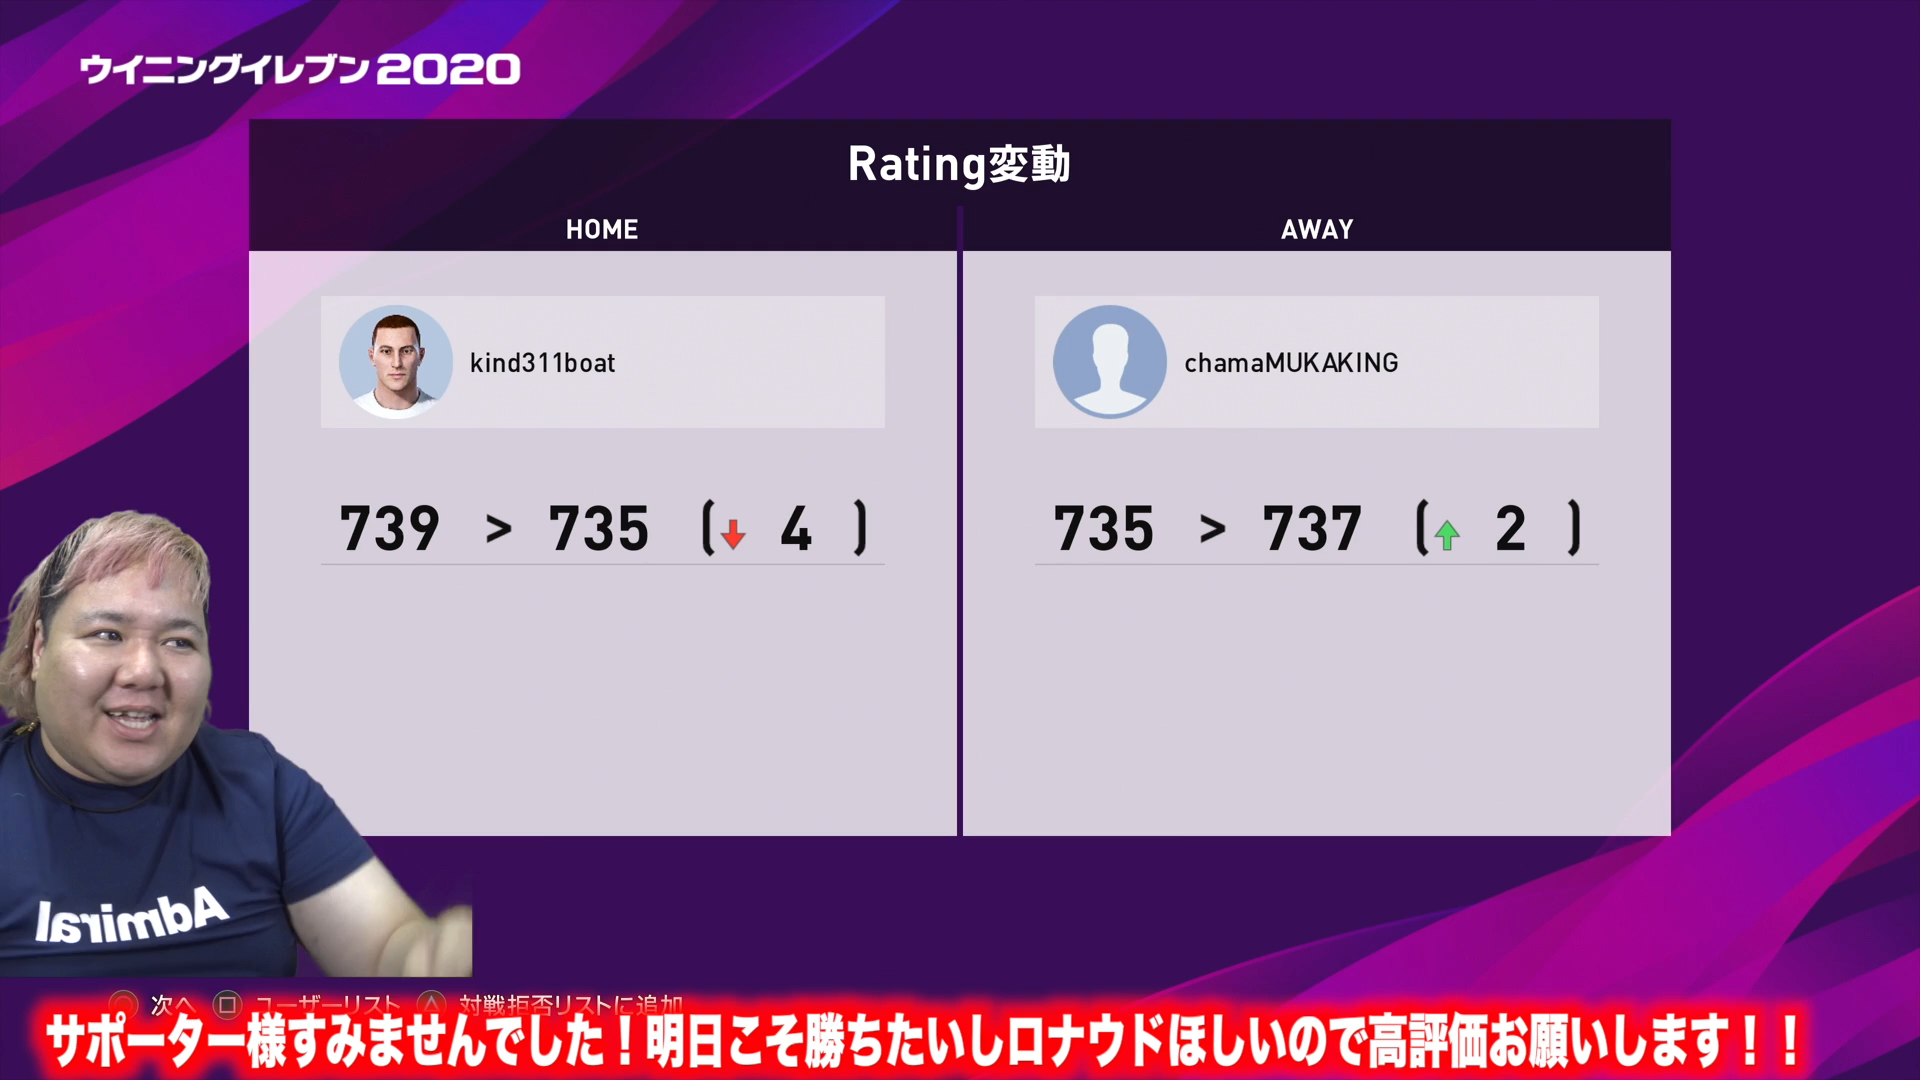 ウイニングイレブン2020
Rating変動
HOME
AWAY
kind311boat
chamaMUKAKING
739 > 735 (↓ 4 )
735 > 737 (↑ 2 )
Admiral
次へ ユーザーリスト 対戦拒否リストに追加
サポーター様すみませんでした！明日こそ勝ちたいしロナウドほしいので高評価お願いします！！